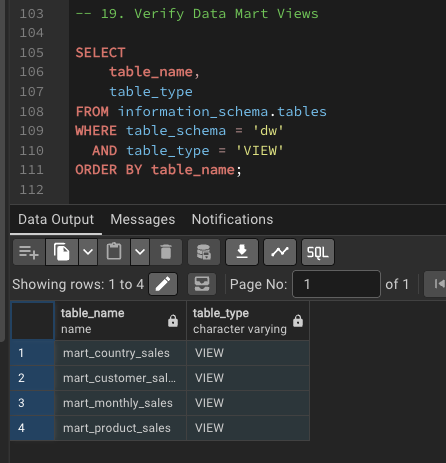 103 -- 19. Verify Data Mart Views
104
105 SELECT
106 table_name,
107 table_type
108 FROM information_schema.tables
109 WHERE table_schema = 'dw'
110 AND table_type = 'VIEW'
111 ORDER BY table_name;
112
Data Output Messages Notifications
SQL
Showing rows: 1 to 4 Page No: 1 of 1
table_name table_type
name character varying
1 mart_country_sales VIEW
2 mart_customer_sal... VIEW
3 mart_monthly_sales VIEW
4 mart_product_sales VIEW